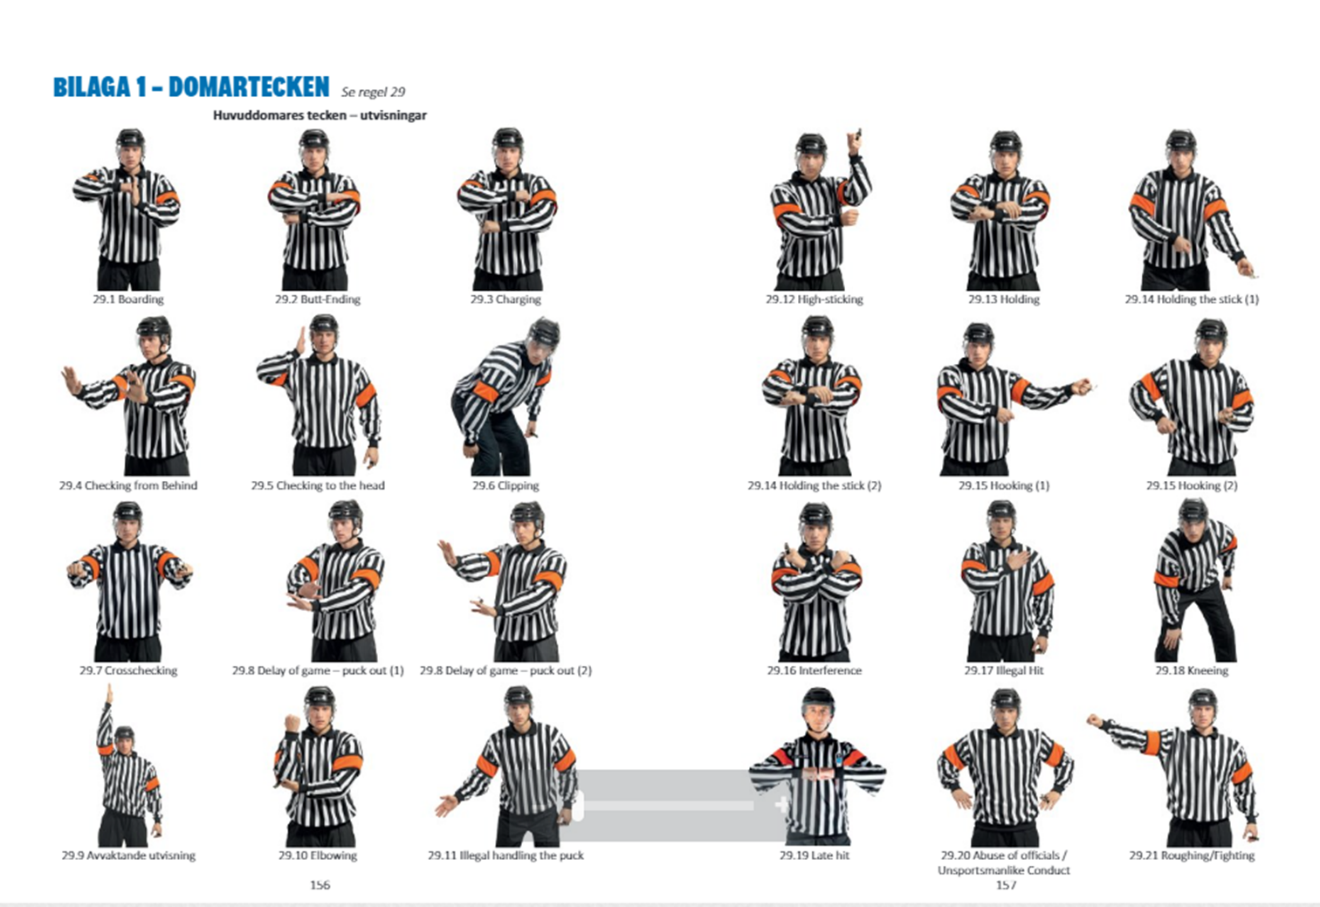 BILAGA 1 – DOMARTECKEN Se regel 29
Huvuddomares tecken – utvisningar
29.1 Boarding
29.2 Butt-Ending
29.3 Charging
29.4 Checking from Behind
29.5 Checking to the head
29.6 Clipping
29.7 Crosschecking
29.8 Delay of game – puck out (1)
29.8 Delay of game – puck out (2)
29.9 Avvaktande utvisning
29.10 Elbowing
29.11 Illegal handling the puck
156
29.12 High-sticking
29.13 Holding
29.14 Holding the stick (1)
29.14 Holding the stick (2)
29.15 Hooking (1)
29.15 Hooking (2)
29.16 Interference
29.17 Illegal Hit
29.18 Kneeing
29.19 Late hit
29.20 Abuse of officials /
Unsportsmanlike Conduct
29.21 Roughing/Fighting
157